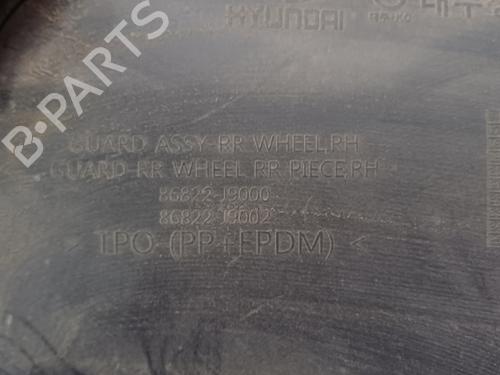 HYUNDAI
GUARD ASSY-RR WHEEL,RH
GUARD-RR WHEEL RR PIECE,RH
86822-J9000
86822-J9002
> TPO (PP+EPDM) <
B-PARTS